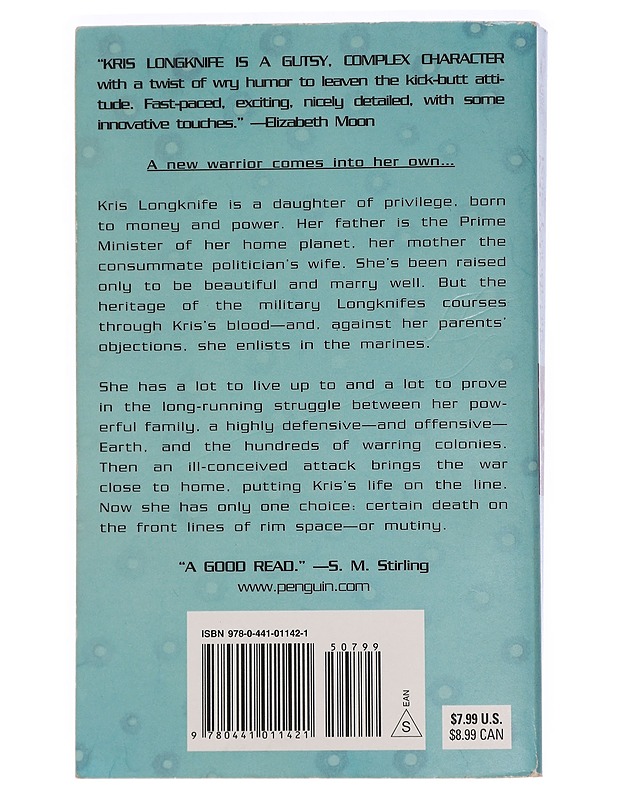 “KRIS LONGKNIFE IS A GUTSY, COMPLEX CHARACTER
with a twist of wry humor to leaven the kick-butt atti-
tude. Fast-paced, exciting, nicely detailed, with some
innovative touches.” —Elizabeth Moon
A new warrior comes into her own...
Kris Longknife is a daughter of privilege, born
to money and power. Her father is the Prime
Minister of her home planet, her mother the
consummate politician's wife. She's been raised
only to be beautiful and marry well. But the
heritage of the military Longknifes courses
through Kris's blood—and, against her parents'
objections, she enlists in the marines.
She has a lot to live up to and a lot to prove
in the long-running struggle between her pow-
erful family, a highly defensive—and offensive—
Earth, and the hundreds of warring colonies.
Then an ill-conceived attack brings the war
close to home, putting Kris's life on the line.
Now she has only one choice: certain death on
the front lines of rim space—or mutiny.
“A GOOD READ.” —S. M. Stirling
www.penguin.com
ISBN 978-0-441-01142-1
50799
9 780441 011421
EAN
S
$7.99 U.S.
$8.99 CAN